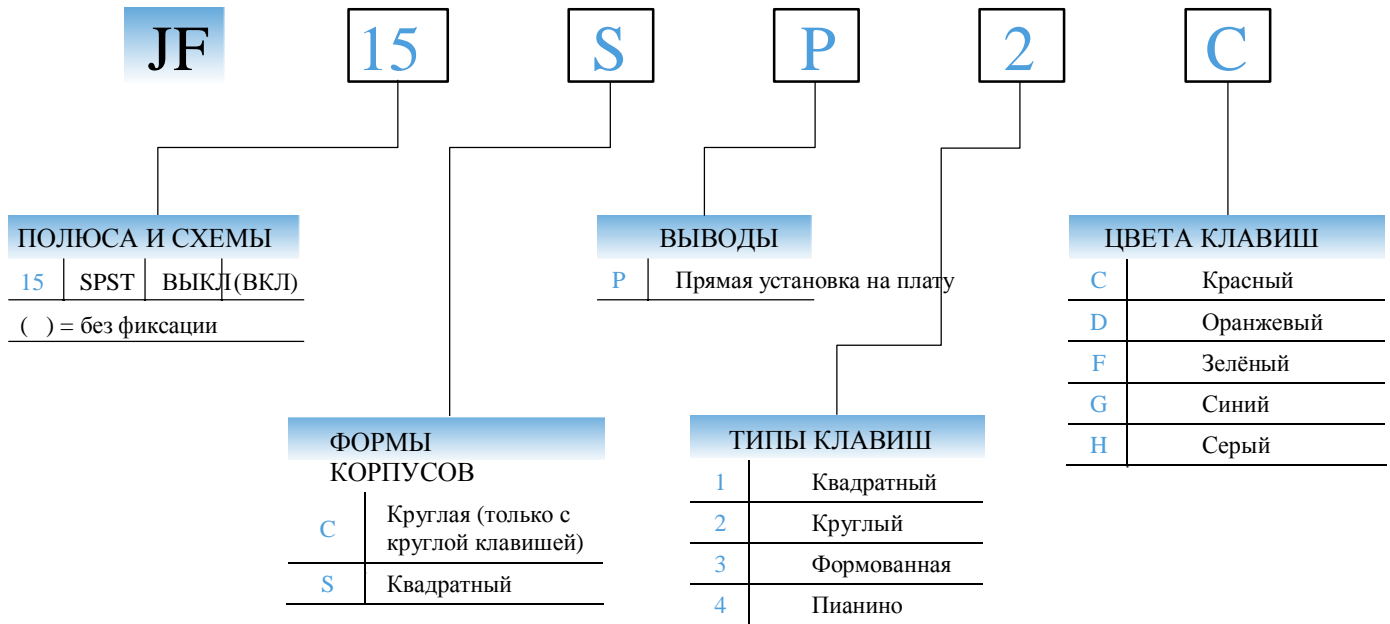 JF 15 S P 2 C
ПОЛЮСА И СХЕМЫ
15 SPST ВЫКЛ(ВКЛ)
( ) = без фиксации
ФОРМЫ
КОРПУСОВ
C Круглая (только с
круглой клавишей)
S Квадратный
ВЫВОДЫ
P Прямая установка на плату
ТИПЫ КЛАВИШ
1 Квадратный
2 Круглый
3 Формованная
4 Пианино
ЦВЕТА КЛАВИШ
C Красный
D Оранжевый
F Зелёный
G Синий
H Серый